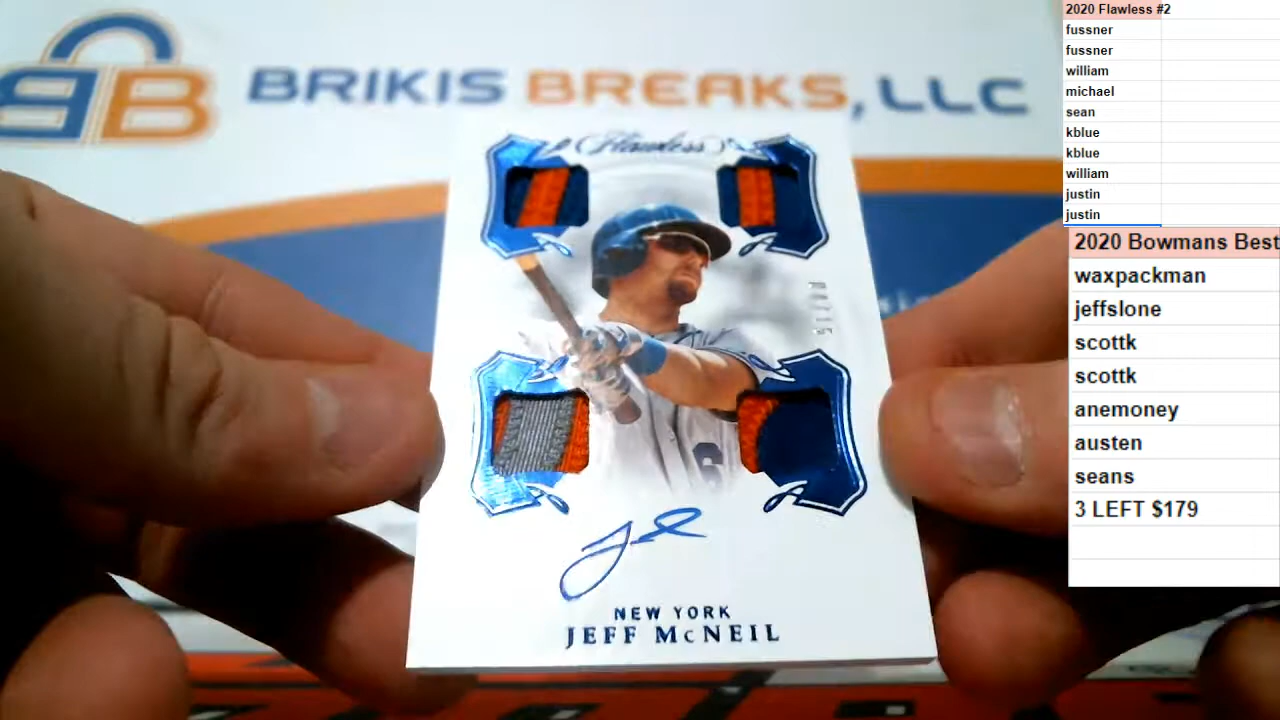 BB
BRIKIS BREAKS, LLC
Flawless
NEW YORK
JEFF McNEIL
2020 Flawless #2
fussner
fussner
william
michael
sean
kblue
kblue
william
justin
justin
2020 Bowmans Best
waxpackman
jeffslone
scottk
scottk
anemoney
austen
seans
3 LEFT $179